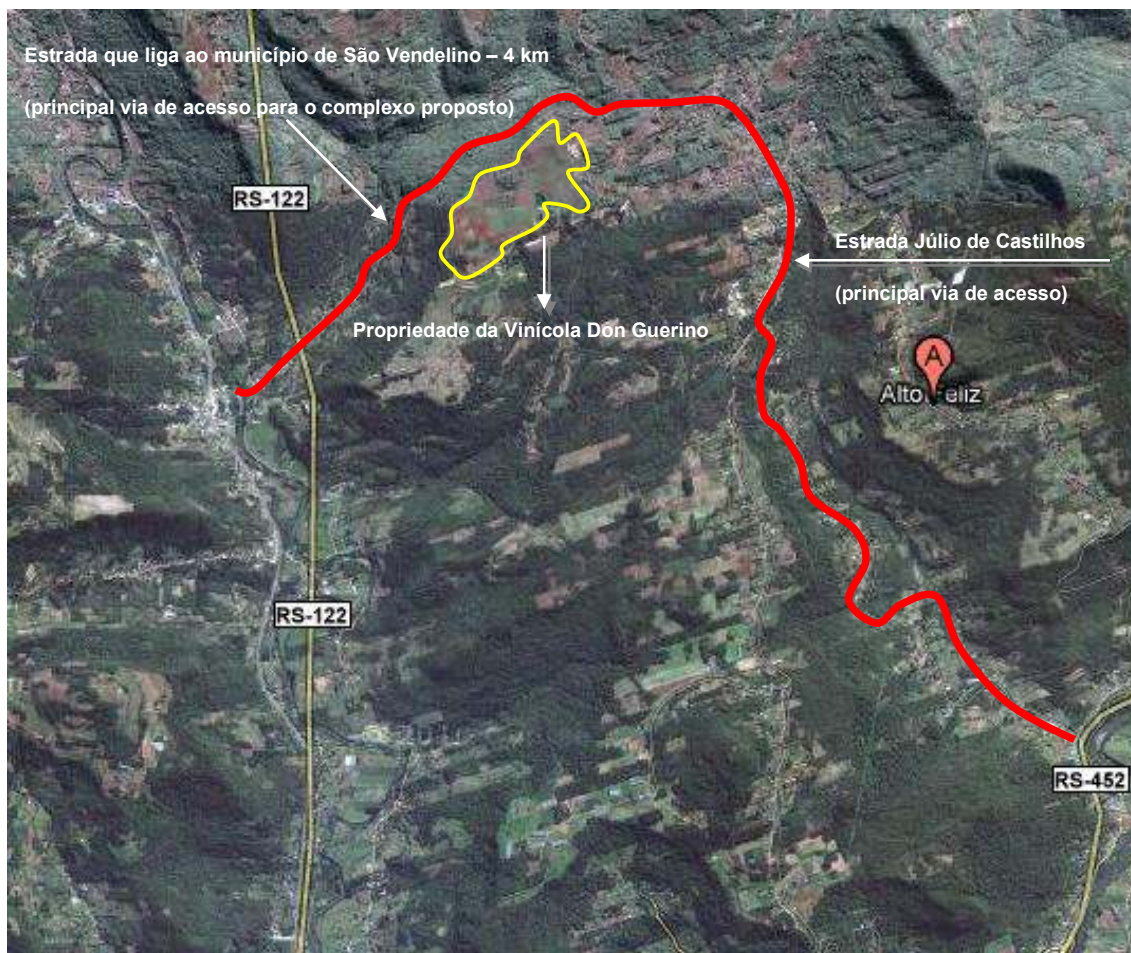 Estrada que liga ao município de São Vendelino – 4 km
(principal via de acesso para o complexo proposto)
RS-122
Estrada Júlio de Castilhos
(principal via de acesso)
Propriedade da Vinícola Don Guerino
A
Alto Feliz
RS-122
RS-452